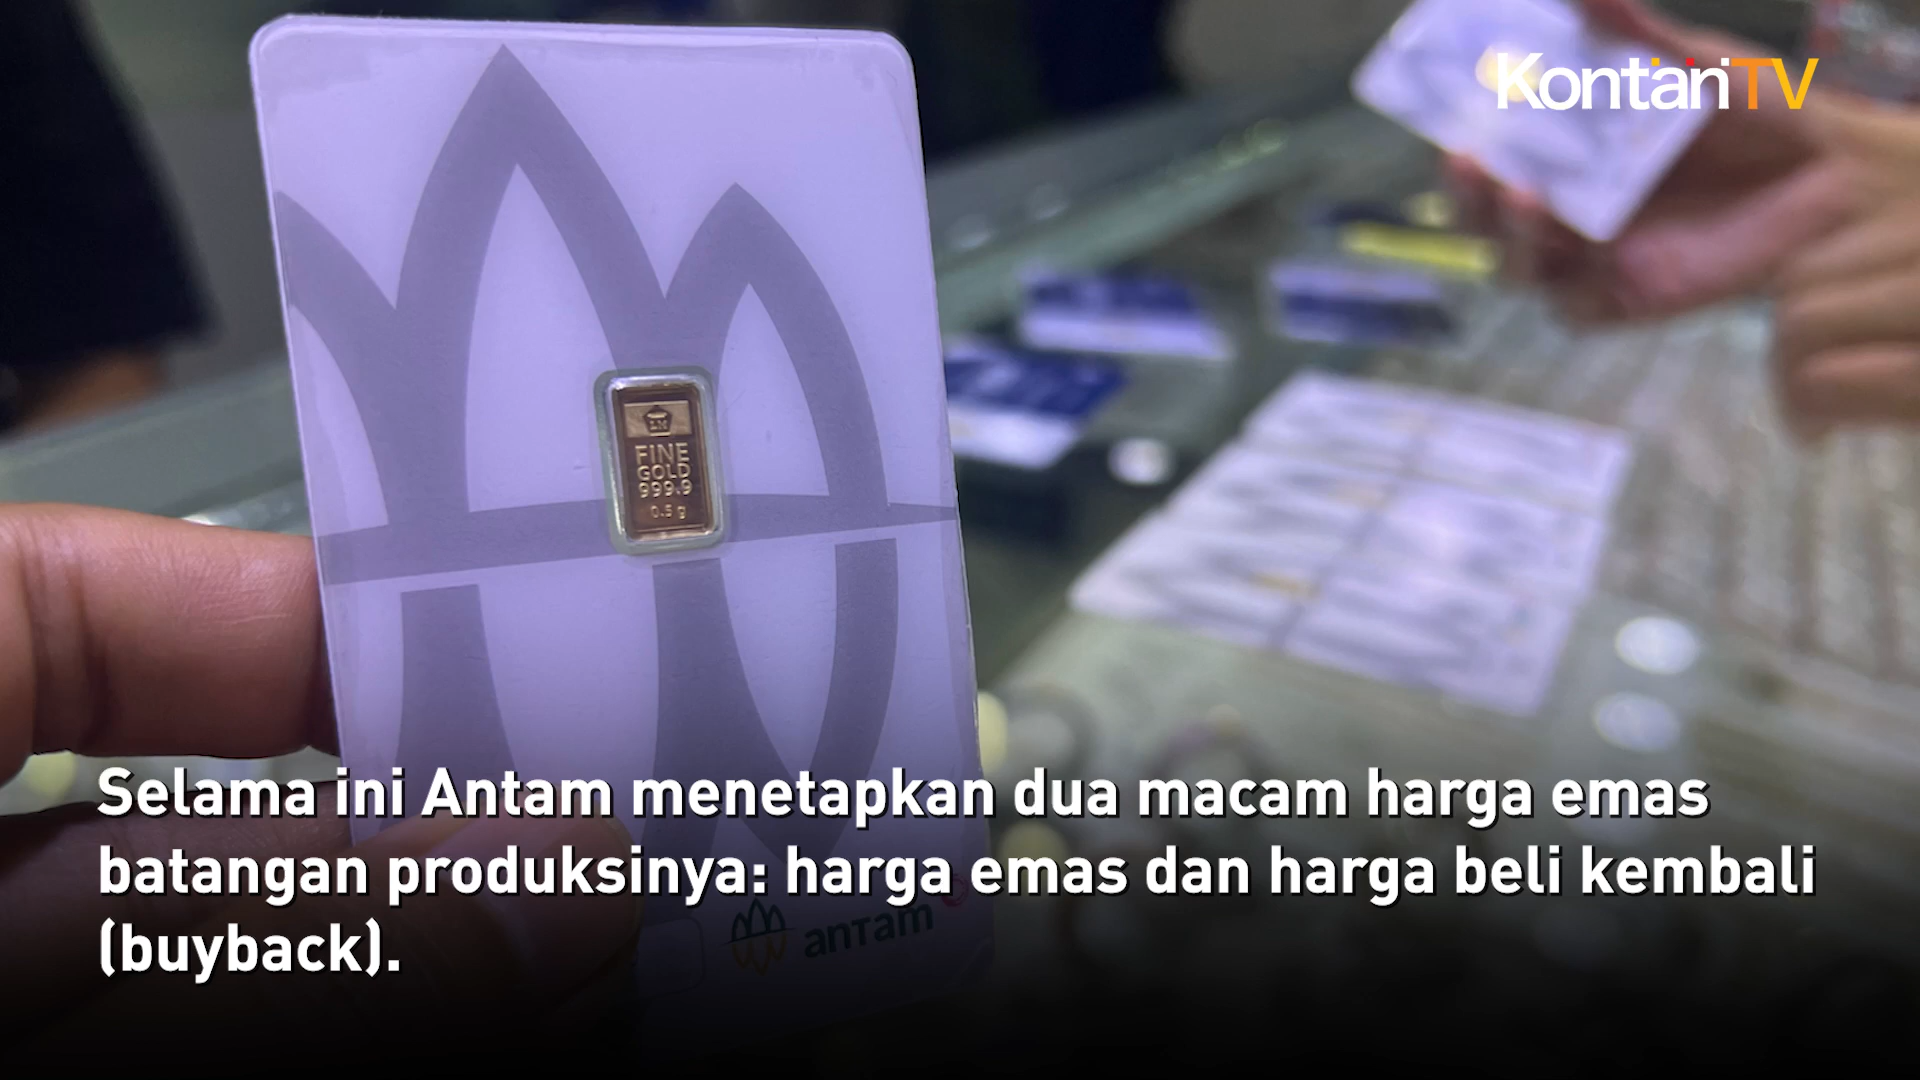 KontanTV
LM
FINE
GOLD
999.9
0.5 g
Selama ini Antam menetapkan dua macam harga emas
batangan produksinya: harga emas dan harga beli kembali
(buyback).
antam